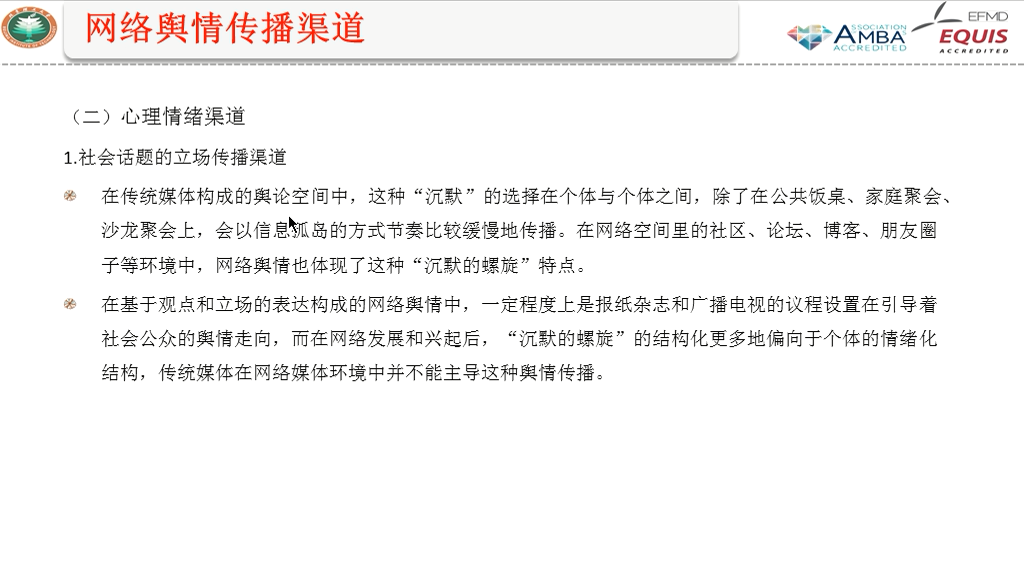 网络舆情传播渠道
ASSOCIATION
AMBA
ACCREDITED
EFMD
EQUIS
ACCREDITED
（二）心理情绪渠道
1.社会话题的立场传播渠道
在传统媒体构成的舆论空间中，这种“沉默”的选择在个体与个体之间，除了在公共饭桌、家庭聚会、
沙龙聚会上，会以信息孤岛的方式节奏比较缓慢地传播。在网络空间里的社区、论坛、博客、朋友圈
子等环境中，网络舆情也体现了这种“沉默的螺旋”特点。
在基于观点和立场的表达构成的网络舆情中，一定程度上是报纸杂志和广播电视的议程设置在引导着
社会公众的舆情走向，而在网络发展和兴起后，“沉默的螺旋”的结构化更多地偏向于个体的情绪化
结构，传统媒体在网络媒体环境中并不能主导这种舆情传播。